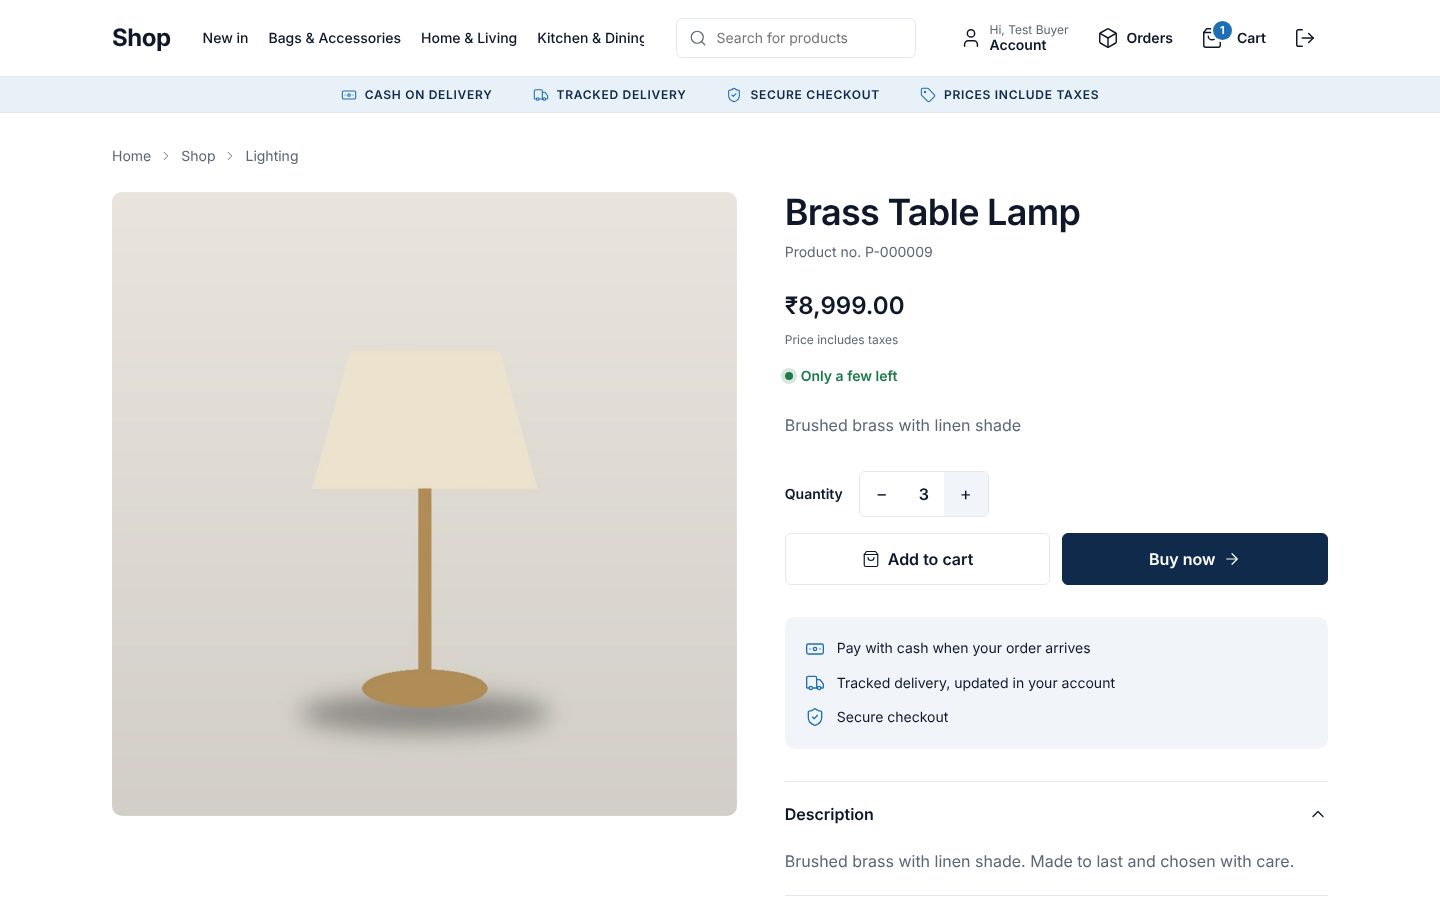 Shop
New in
Bags & Accessories
Home & Living
Kitchen & Dining
Search for products
Hi, Test Buyer
Account
Orders
1
Cart
CASH ON DELIVERY
TRACKED DELIVERY
SECURE CHECKOUT
PRICES INCLUDE TAXES
Home
Shop
Lighting
Brass Table Lamp
Product no. P-000009
₹8,999.00
Price includes taxes
Only a few left
Brushed brass with linen shade
Quantity
− 3 +
Add to cart
Buy now
Pay with cash when your order arrives
Tracked delivery, updated in your account
Secure checkout
Description
Brushed brass with linen shade. Made to last and chosen with care.